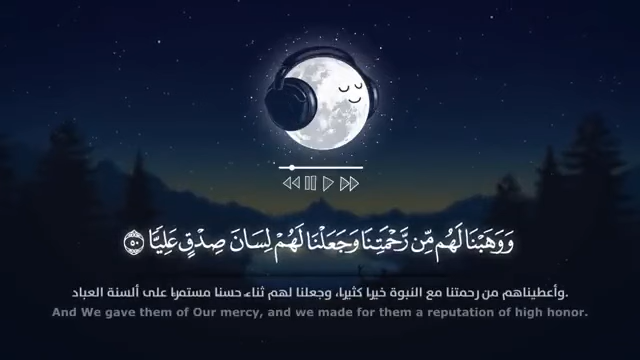 وَوَهَبْنَا لَهُم مِّن رَّحْمَتِنَا وَجَعَلْنَا لَهُمْ لِسَانَ صِدْقٍ عَلِيًّا ﴿٥٠﴾
وأعطيناهم من رحمتنا مع النبوة خيرا كثيرا، وجعلنا لهم ثناء حسنا مستمرا على ألسنة العباد.
And We gave them of Our mercy, and we made for them a reputation of high honor.